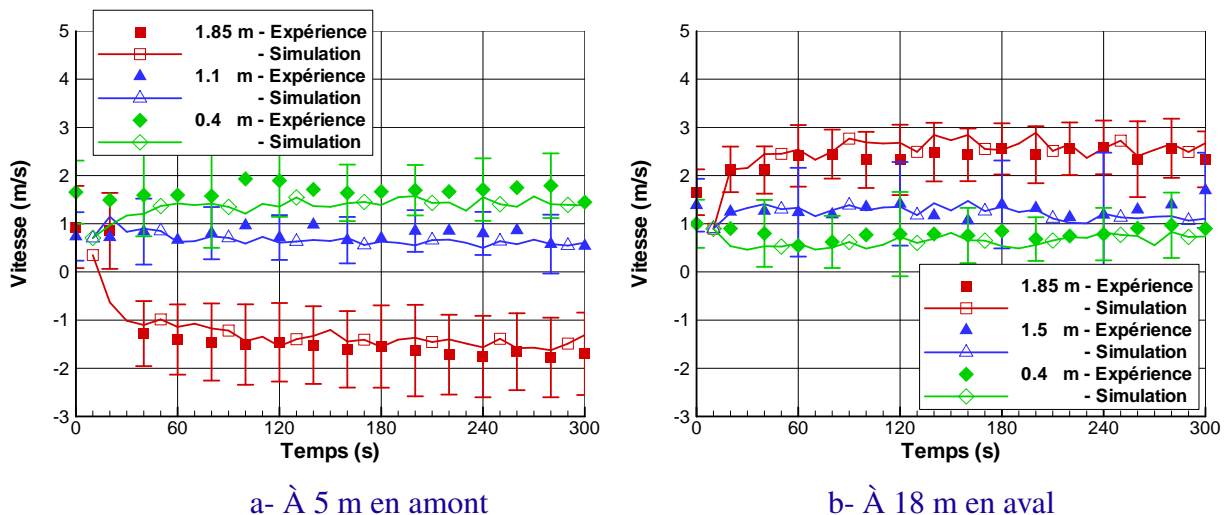 5
4
3
2
1
0
-1
-2
-3
Vitesse (m/s)
0
60
120
180
240
300
Temps (s)
1.85 m - Expérience
- Simulation
1.1 m - Expérience
- Simulation
0.4 m - Expérience
- Simulation
a- À 5 m en amont
5
4
3
2
1
0
-1
-2
-3
Vitesse (m/s)
0
60
120
180
240
300
Temps (s)
1.85 m - Expérience
- Simulation
1.5 m - Expérience
- Simulation
0.4 m - Expérience
- Simulation
b- À 18 m en aval